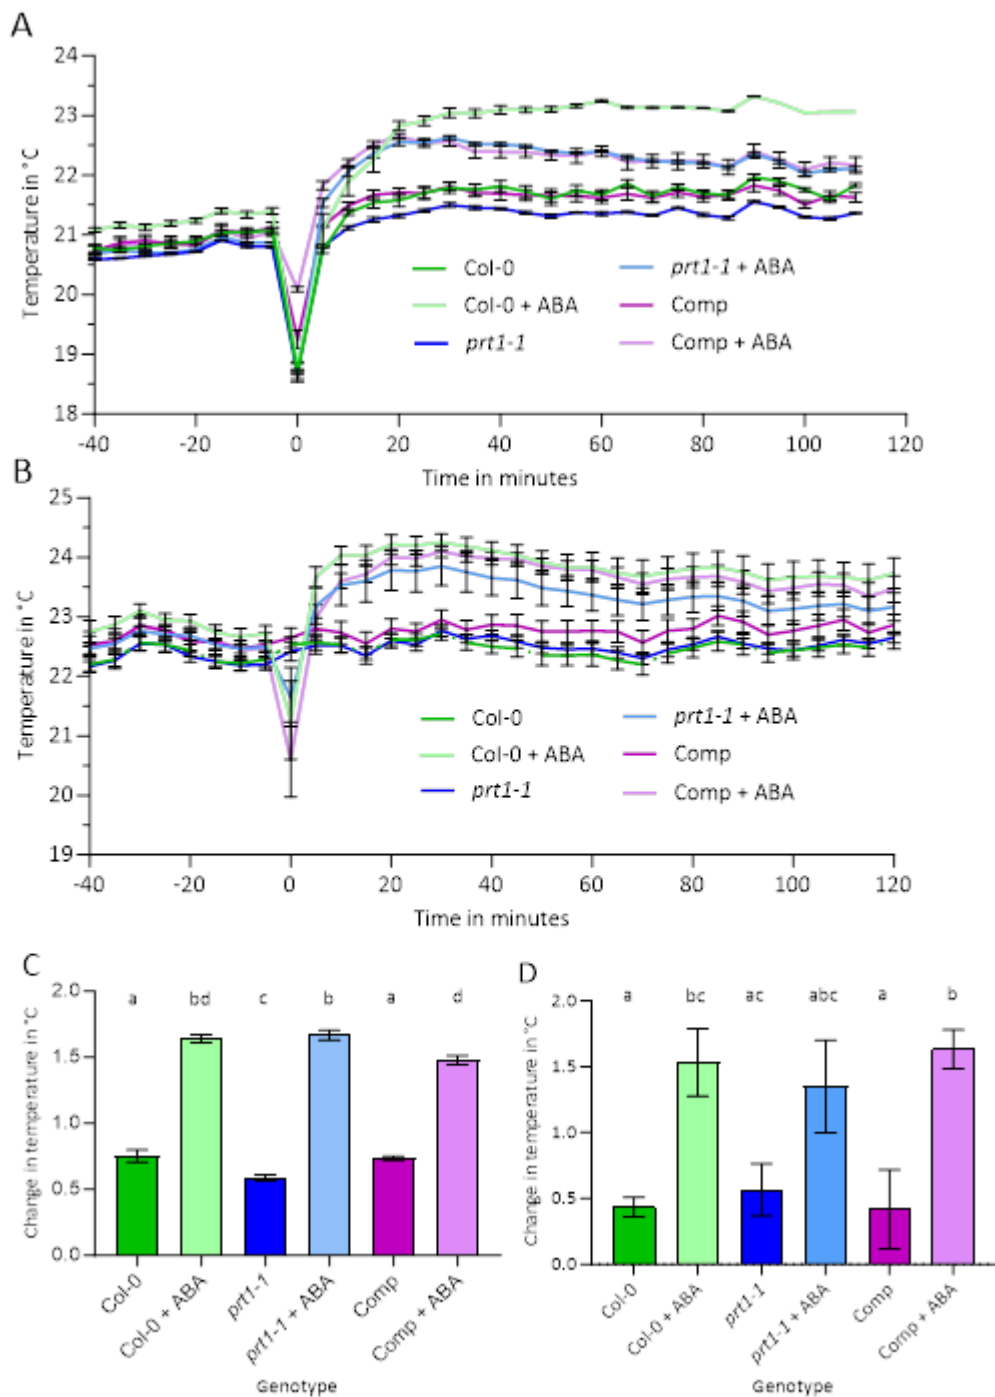 A
24
23
22
21
20
19
18
Temperature in °C
Col-0
Col-0 + ABA
prt1-1
prt1-1 + ABA
Comp
Comp + ABA
-40 -20 0 20 40 60 80 100 120
Time in minutes
B
25
24
23
22
21
20
19
Temperature in °C
Col-0
Col-0 + ABA
prt1-1
prt1-1 + ABA
Comp
Comp + ABA
-40 -20 0 20 40 60 80 100 120
Time in minutes
C
a bd c b a d
2.0
1.5
1.0
0.5
0.0
Change in temperature in °C
Col-0
Col-0 + ABA
prt1-1
prt1-1 + ABA
Comp
Comp + ABA
Genotype
D
a bc ac abc a b
2.0
1.5
1.0
0.5
0.0
Change in temperature in °C
Col-0
Col-0 + ABA
prt1-1
prt1-1 + ABA
Comp
Comp + ABA
Genotype